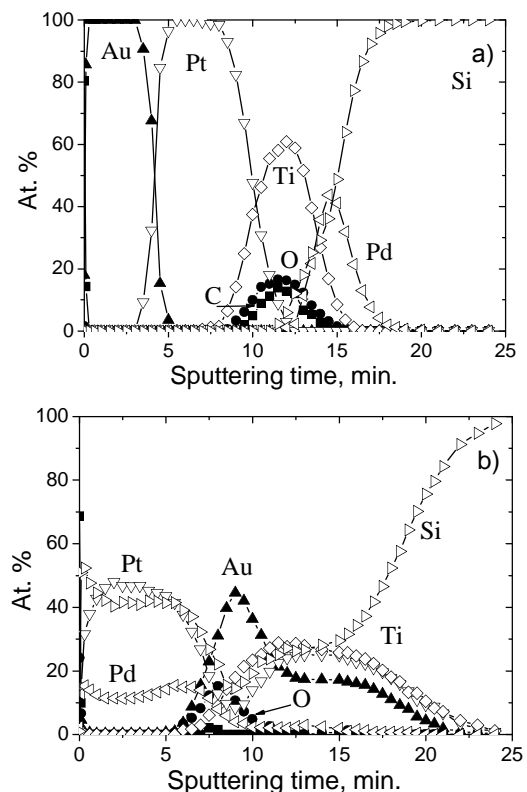 100
80
60
40
20
0
At. %
Au
Pt
a)
Si
Ti
O
C
Pd
0 5 10 15 20 25
Sputtering time, min.
100
80
60
40
20
0
At. %
b)
Si
Pt
Au
Ti
Pd
O
0 5 10 15 20 25
Sputtering time, min.